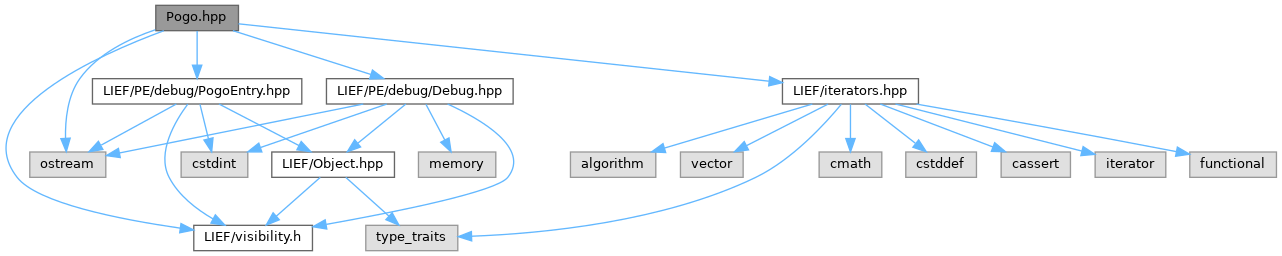 Pogo.hpp
LIEF/PE/debug/PogoEntry.hpp
LIEF/PE/debug/Debug.hpp
LIEF/iterators.hpp
ostream
cstdint
LIEF/Object.hpp
memory
algorithm
vector
cmath
cstddef
cassert
iterator
functional
LIEF/visibility.h
type_traits